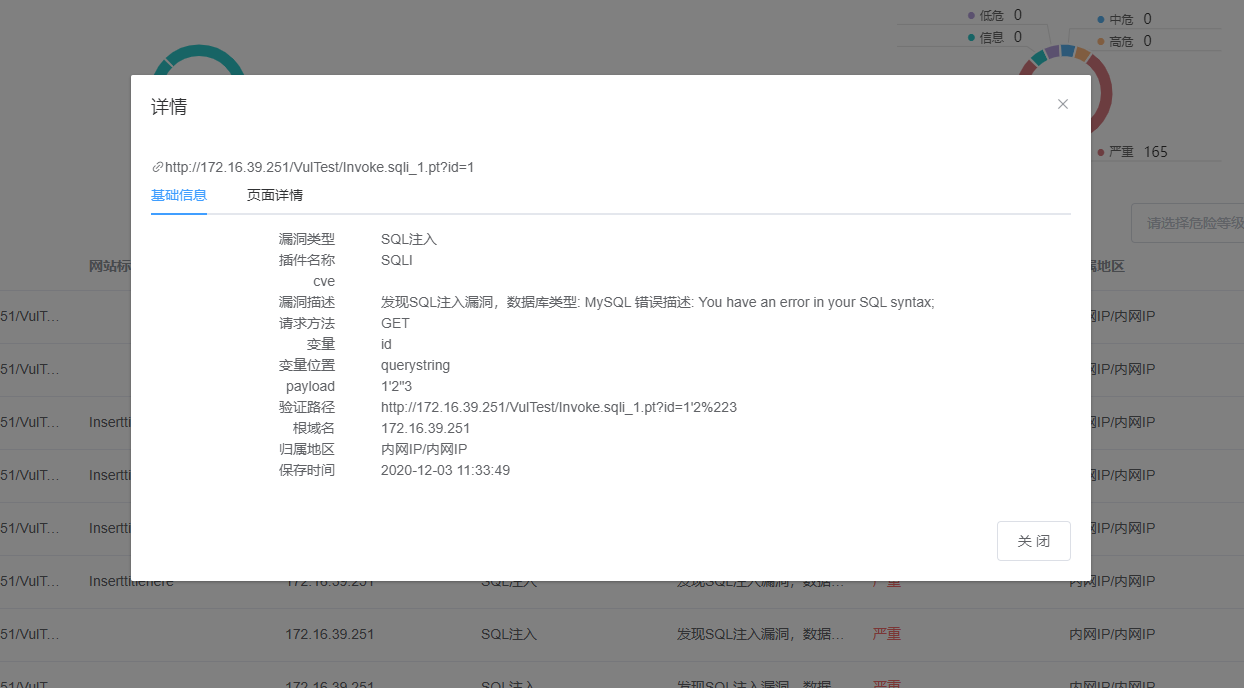 低危 0
中危 0
信息 0
高危 0
严重 165
详情
http://172.16.39.251/VulTest/Invoke.sqli_1.pt?id=1
基础信息 页面详情
请选择危险等级
漏洞类型 SQL注入
网站标
属地区
插件名称 SQLI
cve
漏洞描述 发现SQL注入漏洞，数据库类型: MySQL 错误描述: You have an error in your SQL syntax;
51/VulT...
网IP/内网IP
请求方法 GET
变量 id
变量位置 querystring
51/VulT...
网IP/内网IP
payload 1'2"3
验证路径 http://172.16.39.251/VulTest/Invoke.sqli_1.pt?id=1'2%223
51/VulT... Insertti
网IP/内网IP
根域名 172.16.39.251
归属地区 内网IP/内网IP
保存时间 2020-12-03 11:33:49
51/VulT... Insertti
网IP/内网IP
51/VulT... Insertti
网IP/内网IP
关 闭
51/VulT... Inserttitlehere 172.16.39.251 SQL注入 发现SQL注入漏洞，数据... 严重 内网IP/内网IP
51/VulT... 172.16.39.251 SQL注入 发现SQL注入漏洞，数据... 严重 内网IP/内网IP
51/VulT... 172.16.39.251 SQL注入 发现SQL注入漏洞，数据... 严重 内网IP/内网IP